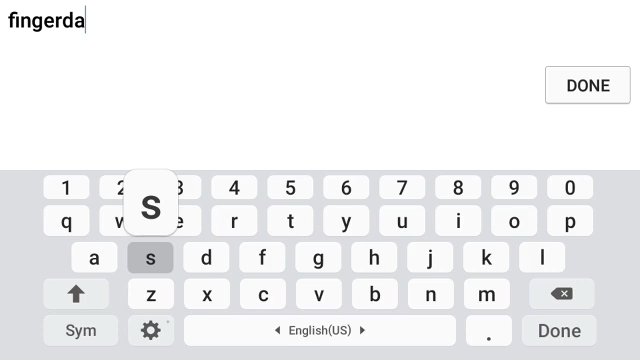 fingerda
DONE
1 2 3 4 5 6 7 8 9 0
S
q w e r t y u i o p
a s d f g h j k l
z x c v b n m
Sym English(US) . Done